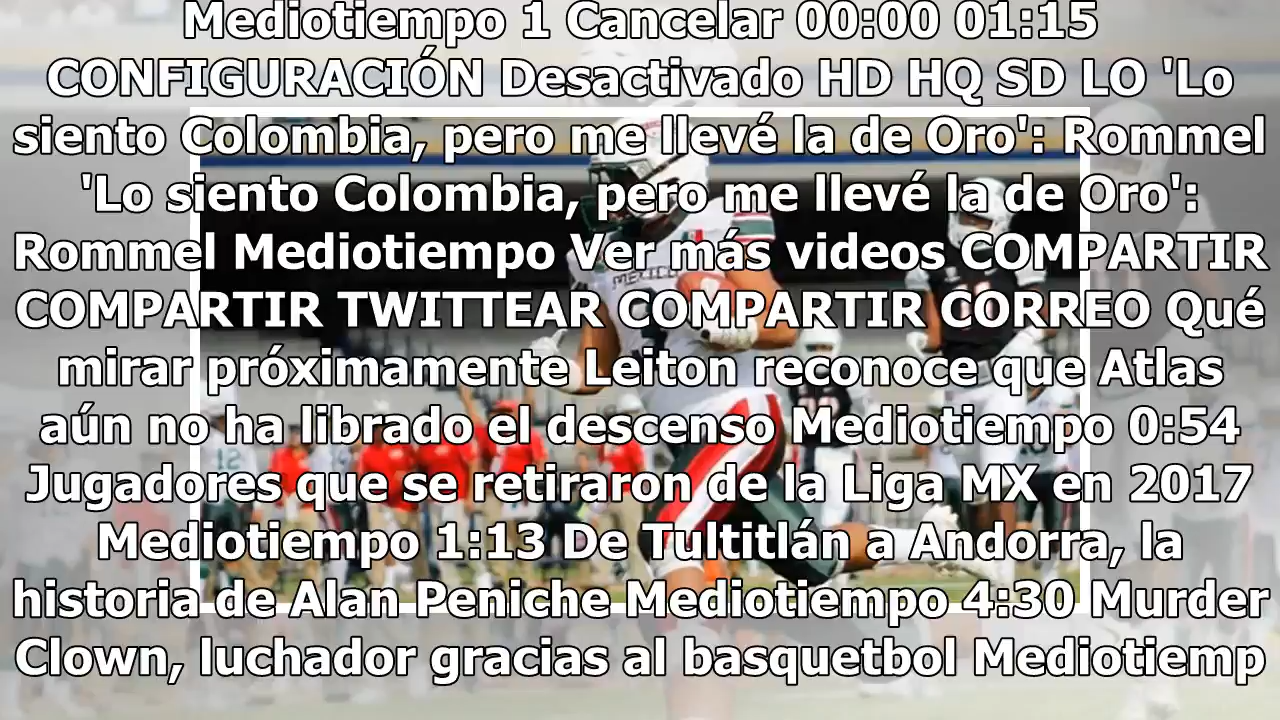 Mediotiempo 1 Cancelar 00:00 01:15
CONFIGURACIÓN Desactivado HD HQ SD LO 'Lo
siento Colombia, pero me llevé la de Oro': Rommel
'Lo siento Colombia, pero me llevé la de Oro':
Rommel Mediotiempo Ver más videos COMPARTIR
COMPARTIR TWITTEAR COMPARTIR CORREO Qué
mirar próximamente Leiton reconoce que Atlas
aún no ha librado el descenso Mediotiempo 0:54
Jugadores que se retiraron de la Liga MX en 2017
Mediotiempo 1:13 De Tultitlán a Andorra, la
historia de Alan Peniche Mediotiempo 4:30 Murder
Clown, luchador gracias al basquetbol Mediotiemp
12